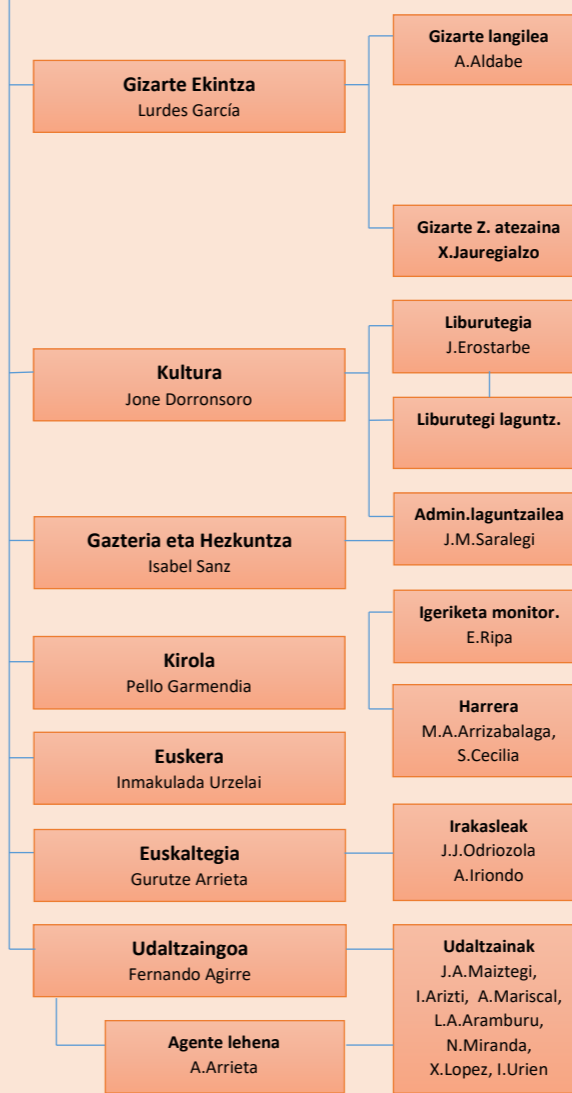 Gizarte langilea
A.Aldabe
Gizarte Ekintza
Lurdes García
Gizarte Z. atezaina
X.Jauregialzo
Liburutegia
J.Erostarbe
Kultura
Jone Dorronsoro
Liburutegi laguntz.
Admin.laguntzailea
J.M.Saralegi
Gazteria eta Hezkuntza
Isabel Sanz
Igeriketa monitor.
E.Ripa
Kirola
Pello Garmendia
Harrera
M.A.Arrizabalaga,
S.Cecilia
Euskera
Inmakulada Urzelai
Euskaltegia
Gurutze Arrieta
Irakasleak
J.J.Odriozola
A.Iriondo
Udaltzaingoa
Fernando Agirre
Udaltzainak
J.A.Maiztegi,
I.Arizti, A.Mariscal,
L.A.Aramburu,
N.Miranda,
X.Lopez, I.Urien
Agente lehena
A.Arrieta